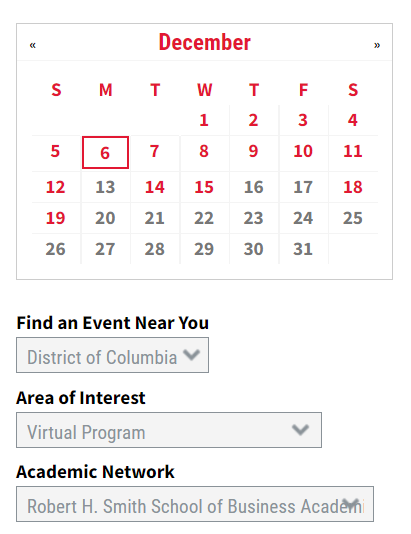 « December »
S M T W T F S
1 2 3 4
5 6 7 8 9 10 11
12 13 14 15 16 17 18
19 20 21 22 23 24 25
26 27 28 29 30 31
Find an Event Near You
District of Columbia
Area of Interest
Virtual Program
Academic Network
Robert H. Smith School of Business Academi